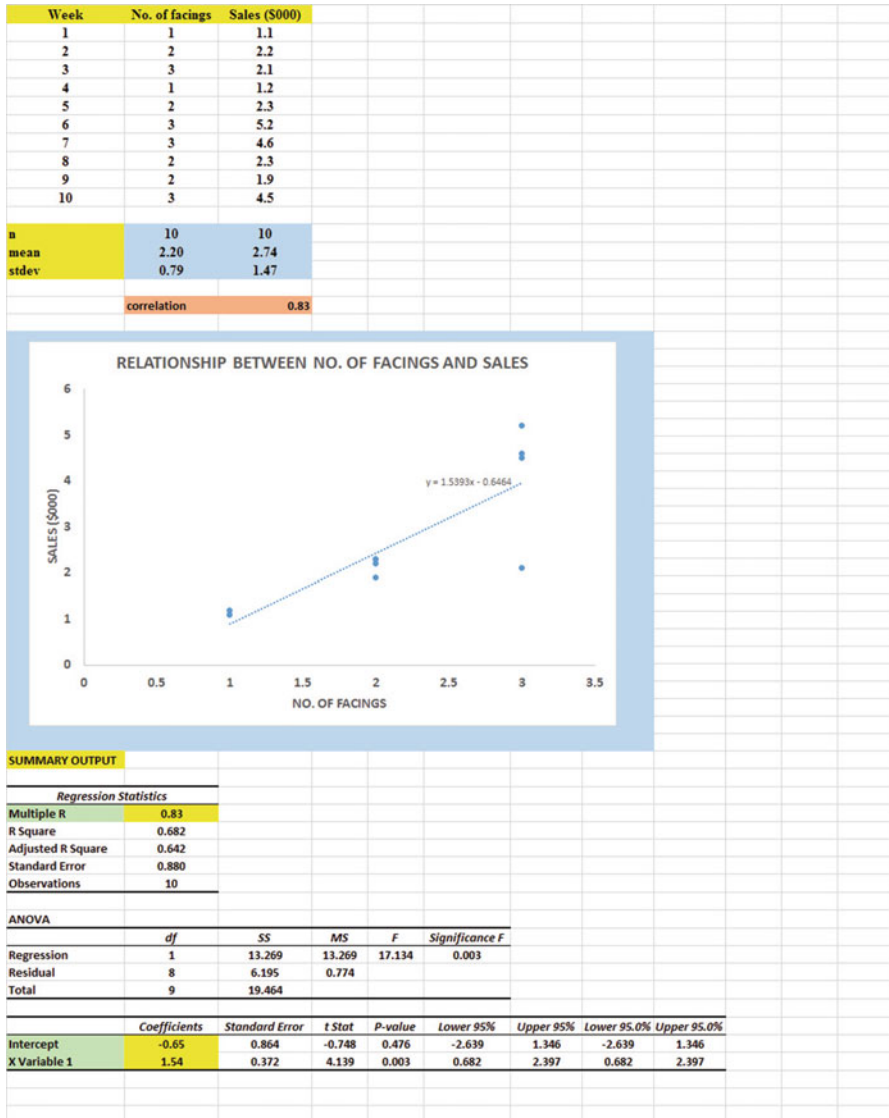 Week No. of facings Sales ($000)
1 1 1.1
2 2 2.2
3 3 2.1
4 1 1.2
5 2 2.3
6 3 5.2
7 3 4.6
8 2 2.3
9 2 1.9
10 3 4.5
n 10 10
mean 2.20 2.74
stdev 0.79 1.47
correlation 0.83
RELATIONSHIP BETWEEN NO. OF FACINGS AND SALES
6
5
4
3
2
1
0
SALES ($000)
y = 1.5393x - 0.6464
0 0.5 1 1.5 2 2.5 3 3.5
NO. OF FACINGS
SUMMARY OUTPUT
Regression Statistics
Multiple R 0.83
R Square 0.682
Adjusted R Square 0.642
Standard Error 0.880
Observations 10
ANOVA
df SS MS F Significance F
Regression 1 13.269 13.269 17.134 0.003
Residual 8 6.195 0.774
Total 9 19.464
Coefficients Standard Error t Stat P-value Lower 95% Upper 95% Lower 95.0% Upper 95.0%
Intercept -0.65 0.864 -0.748 0.476 -2.639 1.346 -2.639 1.346
X Variable 1 1.54 0.372 4.139 0.003 0.682 2.397 0.682 2.397